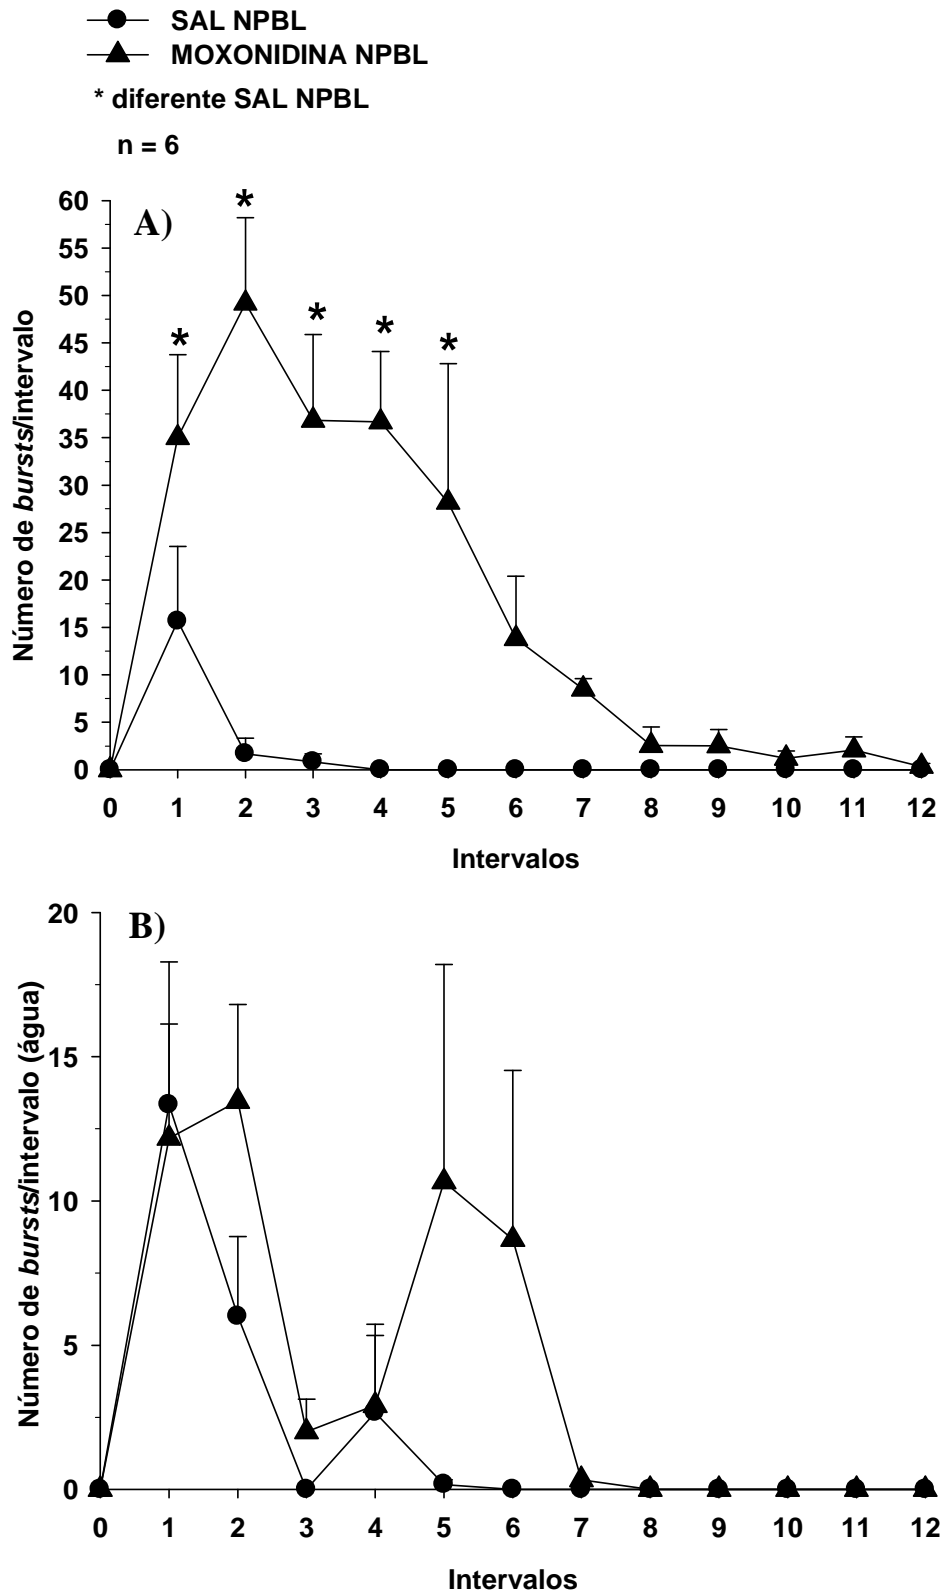 SAL NPBL
MOXONIDINA NPBL
* diferente SAL NPBL
n = 6
A)
Número de bursts/intervalo
60
55
50
45
40
35
30
25
20
15
10
5
0
* * * * *
0 1 2 3 4 5 6 7 8 9 10 11 12
Intervalos
B)
Número de bursts/intervalo (água)
20
15
10
5
0
0 1 2 3 4 5 6 7 8 9 10 11 12
Intervalos